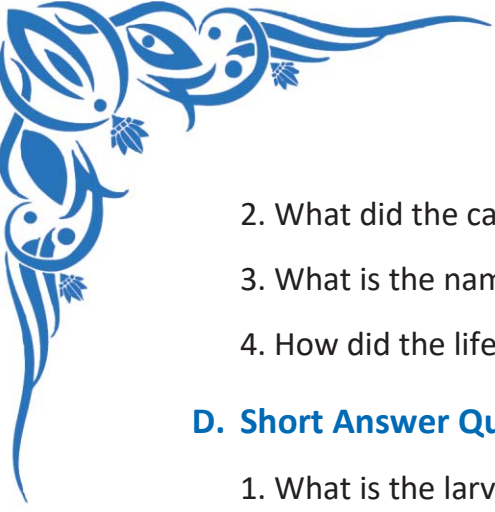 2. What did the ca
3. What is the nam
4. How did the life
D. Short Answer Qu
1. What is the larv